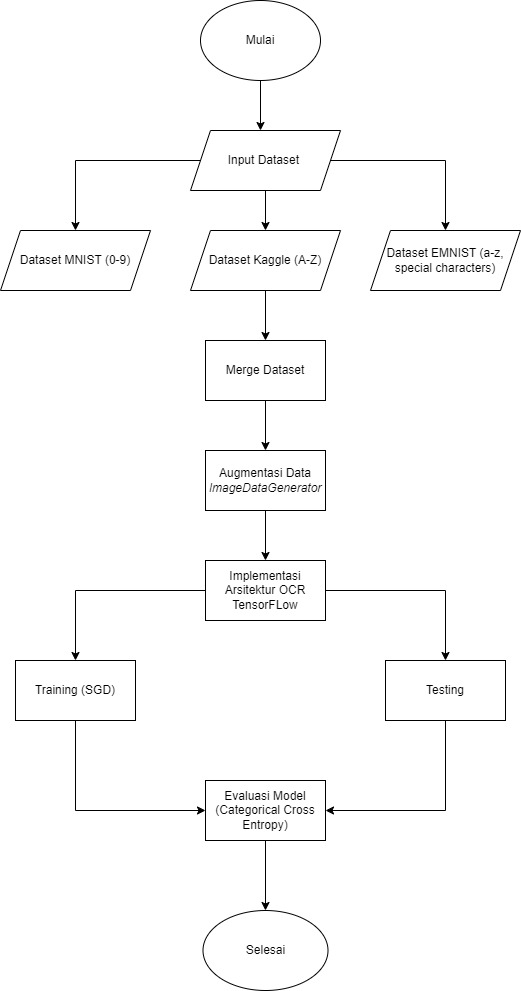 Mulai
Input Dataset
Dataset MNIST (0-9)
Dataset Kaggle (A-Z)
Dataset EMNIST (a-z,
special characters)
Merge Dataset
Augmentasi Data
ImageDataGenerator
Implementasi
Arsitektur OCR
TensorFLow
Training (SGD)
Testing
Evaluasi Model
(Categorical Cross
Entropy)
Selesai